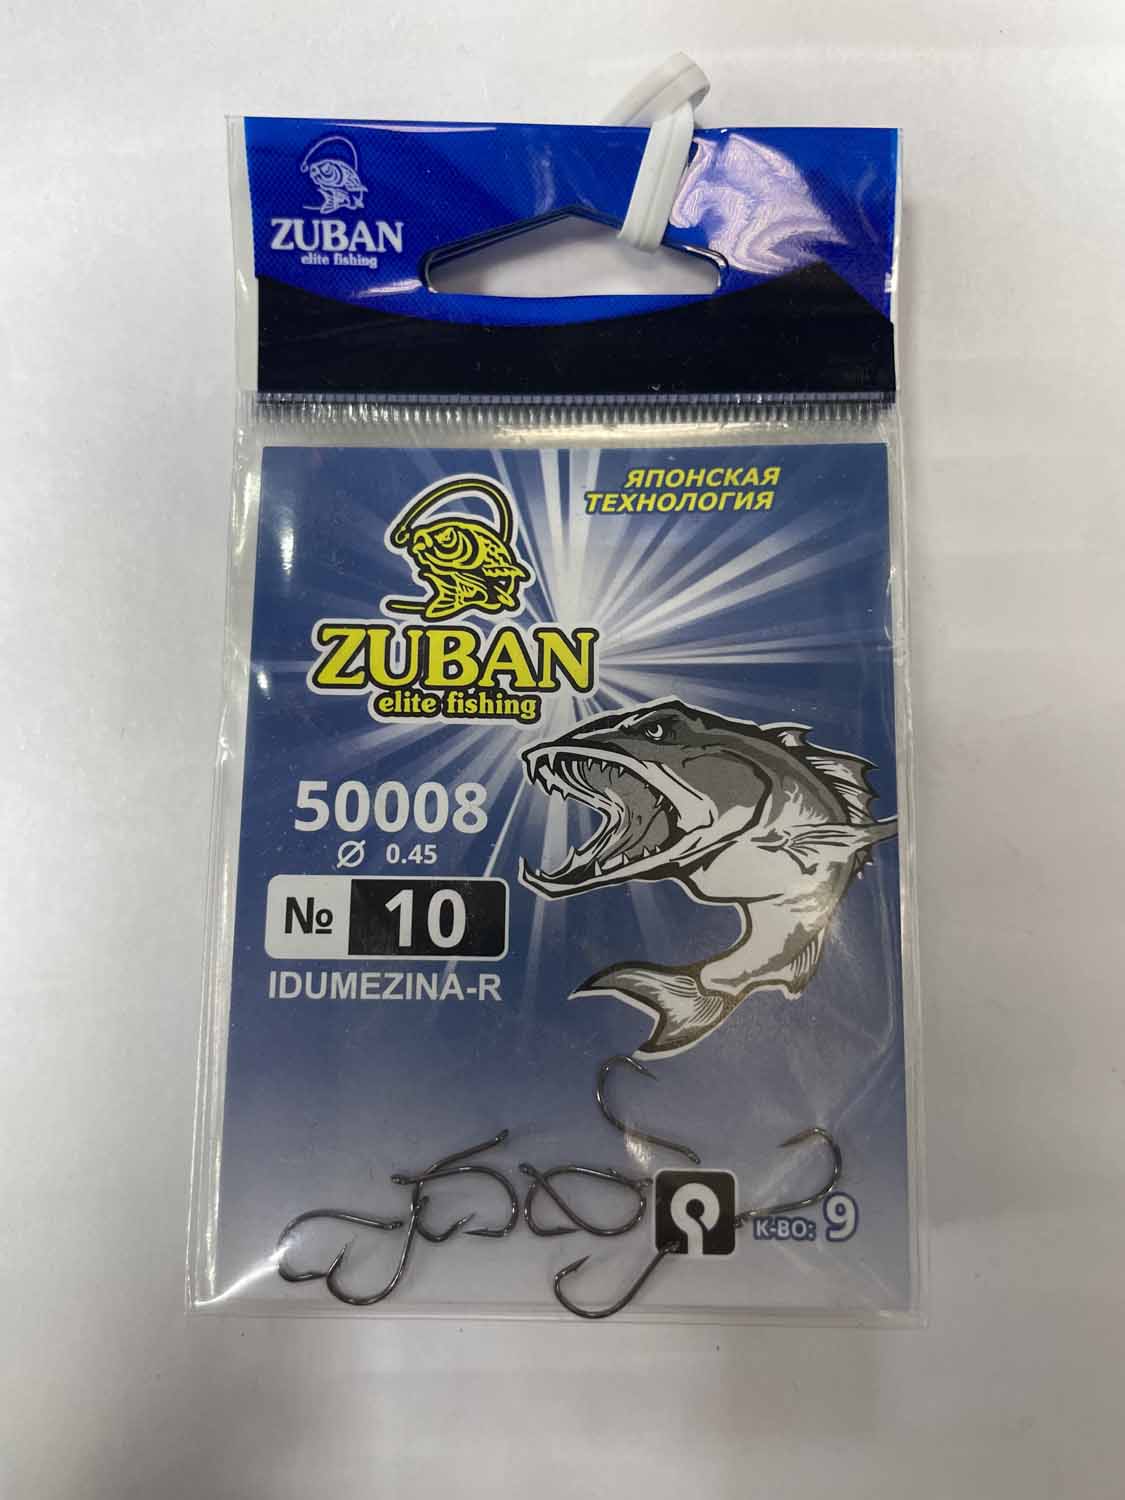 ZUBAN
elite fishing
ЯПОНСКАЯ
ТЕХНОЛОГИЯ
ZUBAN
elite fishing
50008
Ø 0.45
№ 10
IDUMEZINA-R
К-ВО: 9